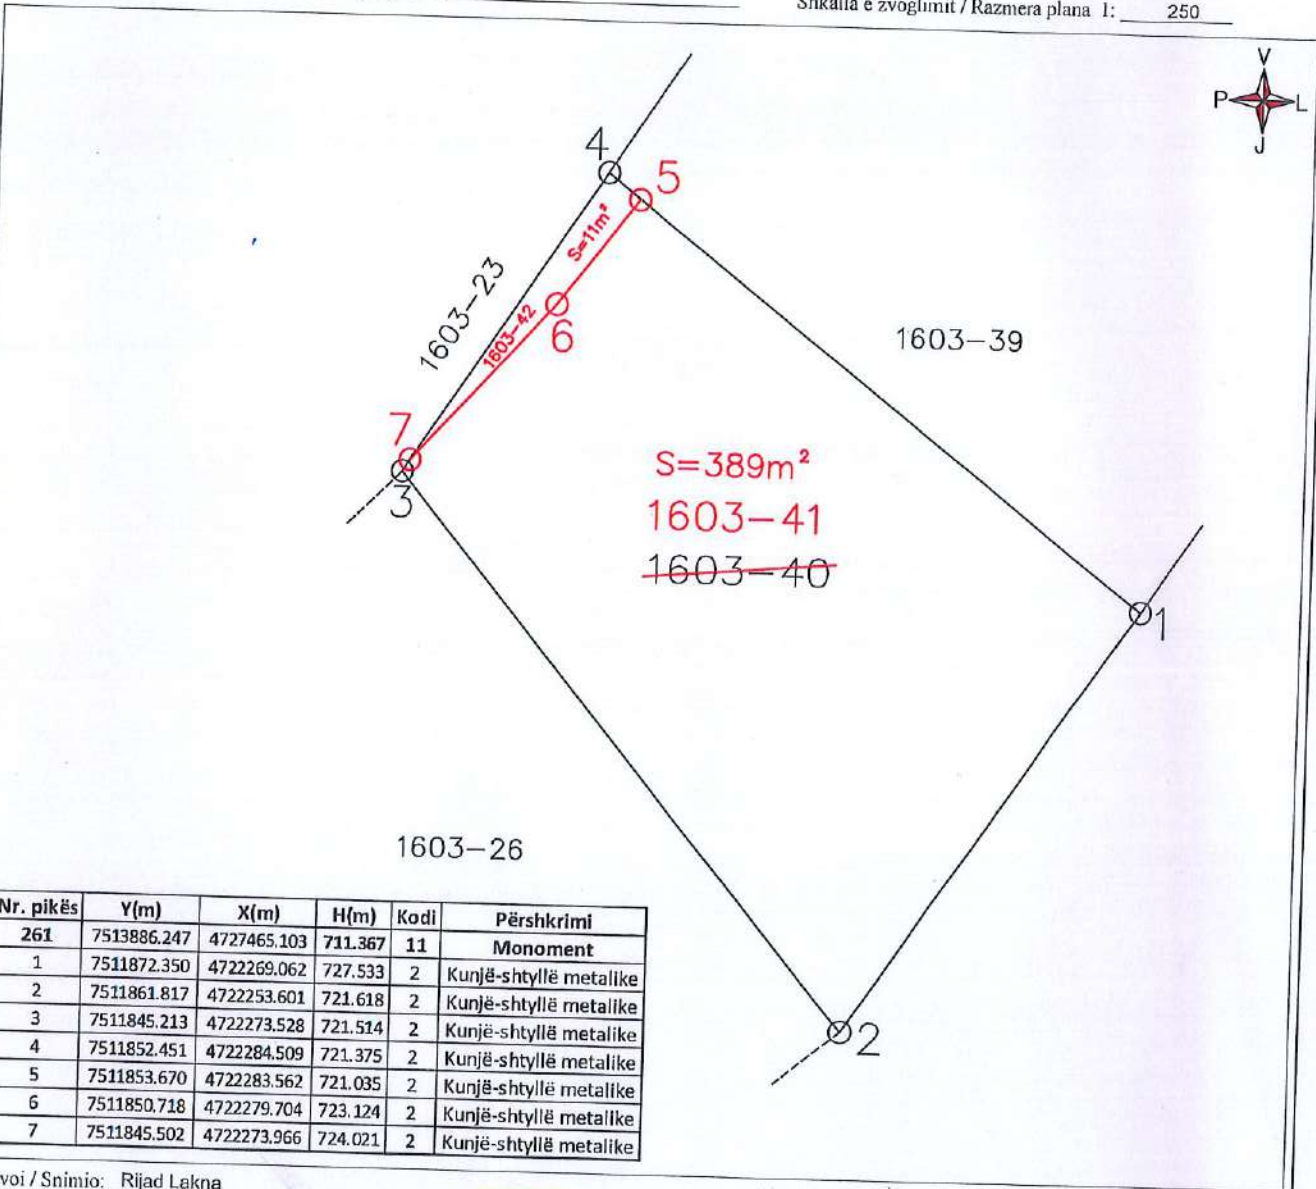 Shkalla e zvoglimit / Razmera plana 1: 250
V
P L
J
4
5
S=11m²
1603-23
1603-42
6
1603-39
7
3
S=389m²
1603-41
1603-40
1
1603-26
2
Nr. pikës Y(m) X(m) H(m) Kodi Përshkrimi
261 7513886.247 4727465.103 711.367 11 Monoment
1 7511872.350 4722269.062 727.533 2 Kunjë-shtyllë metalike
2 7511861.817 4722253.601 721.618 2 Kunjë-shtyllë metalike
3 7511845.213 4722273.528 721.514 2 Kunjë-shtyllë metalike
4 7511852.451 4722284.509 721.375 2 Kunjë-shtyllë metalike
5 7511853.670 4722283.562 721.035 2 Kunjë-shtyllë metalike
6 7511850.718 4722279.704 723.124 2 Kunjë-shtyllë metalike
7 7511845.502 4722273.966 724.021 2 Kunjë-shtyllë metalike
voi / Snimio: Rijad Lakna